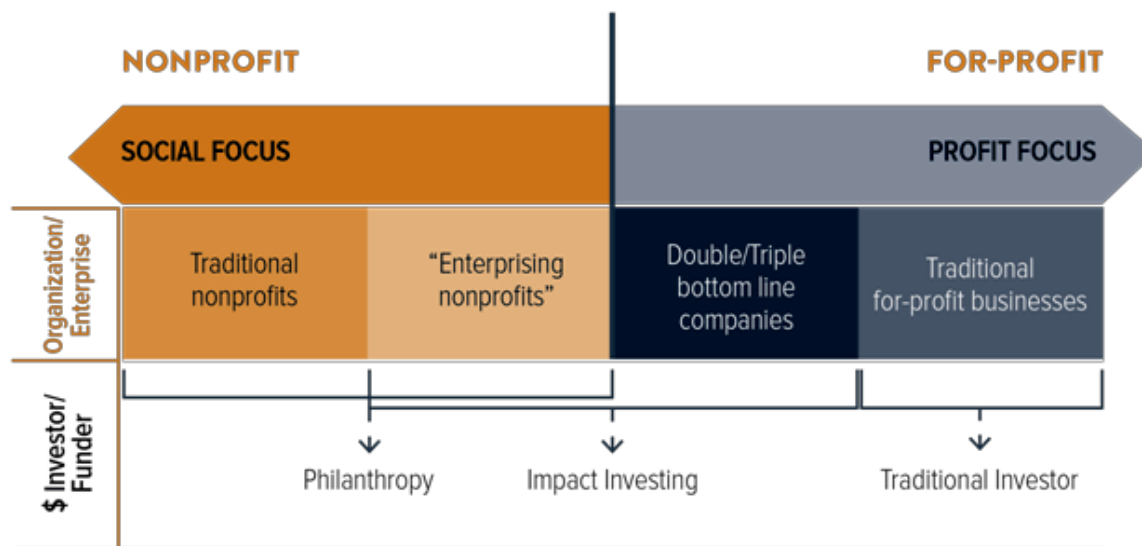 NONPROFIT
FOR-PROFIT
SOCIAL FOCUS
PROFIT FOCUS
Organization/
Enterprise
Traditional
nonprofits
“Enterprising
nonprofits”
Double/Triple
bottom line
companies
Traditional
for-profit businesses
$ Investor/
Funder
Philanthropy
Impact Investing
Traditional Investor